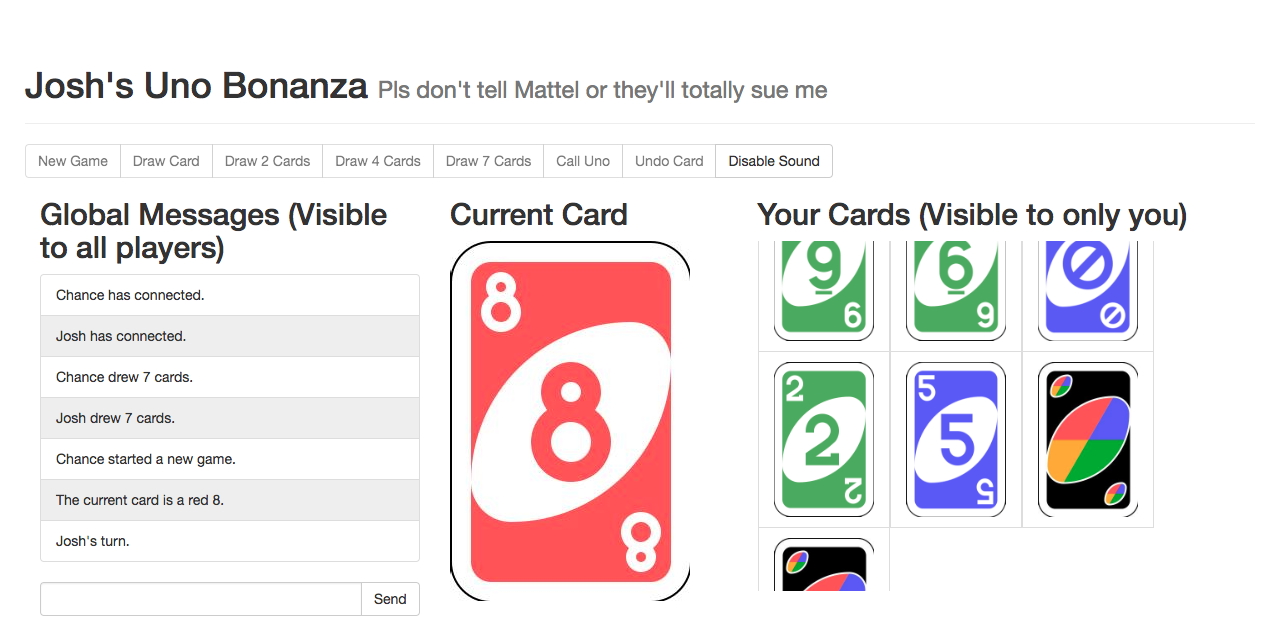 Josh's Uno Bonanza Pls don't tell Mattel or they'll totally sue me
New Game Draw Card Draw 2 Cards Draw 4 Cards Draw 7 Cards Call Uno Undo Card Disable Sound
Global Messages (Visible
to all players)
Chance has connected.
Josh has connected.
Chance drew 7 cards.
Josh drew 7 cards.
Chance started a new game.
The current card is a red 8.
Josh's turn.
Send
Current Card
8
8
8
Your Cards (Visible to only you)
9 6
9 6
2 5
2 5
2 5